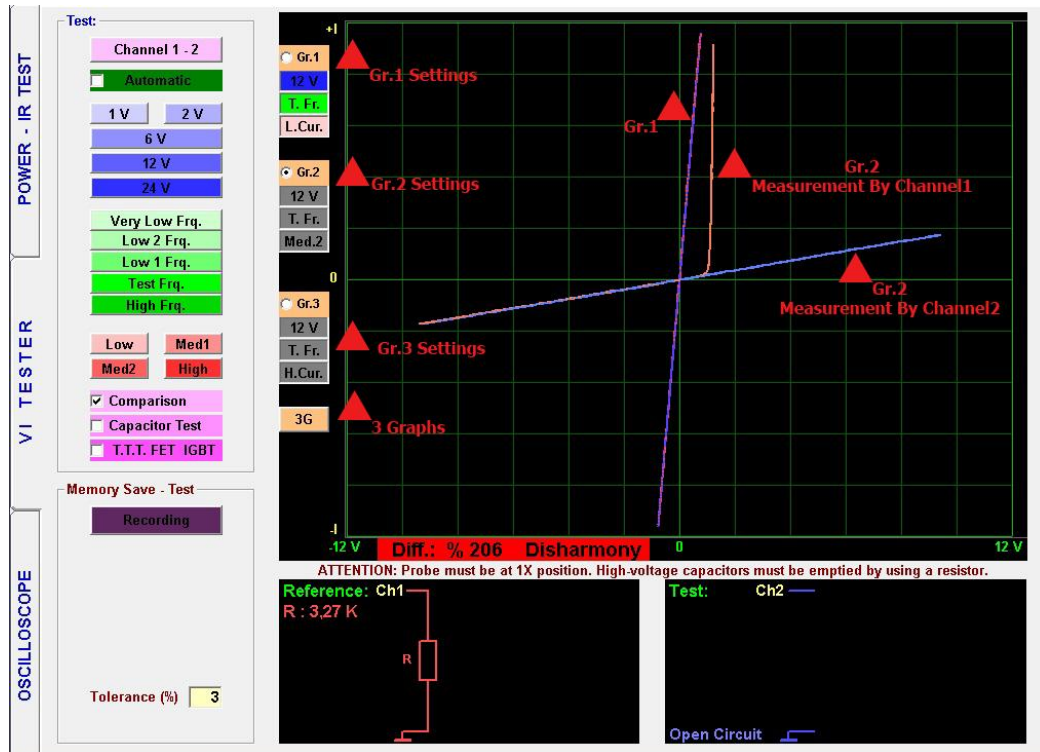 POWER - IR TEST
VI TESTER
OSCILLOSCOPE
Test:
Channel 1 - 2
Automatic
1 V
2 V
6 V
12 V
24 V
Very Low Frq.
Low 2 Frq.
Low 1 Frq.
Test Frq.
High Frq.
Low
Med1
Med2
High
Comparison
Capacitor Test
T.T.T. FET IGBT
Memory Save - Test
Recording
Tolerance (%)
3
Gr.1
12 V
T. Fr.
L.Cur.
Gr.2
12 V
T. Fr.
Med.2
Gr.3
12 V
T. Fr.
H.Cur.
3G
+I
0
-I
Gr.1 Settings
Gr.2 Settings
Gr.3 Settings
3 Graphs
Gr.1
Gr.2
Measurement By Channel1
Gr.2
Measurement By Channel2
-12 V
0
12 V
Diff.: % 206 Disharmony
ATTENTION: Probe must be at 1X position. High-voltage capacitors must be emptied by using a resistor.
Reference: Ch1
R : 3,27 K
R
Test: Ch2
Open Circuit